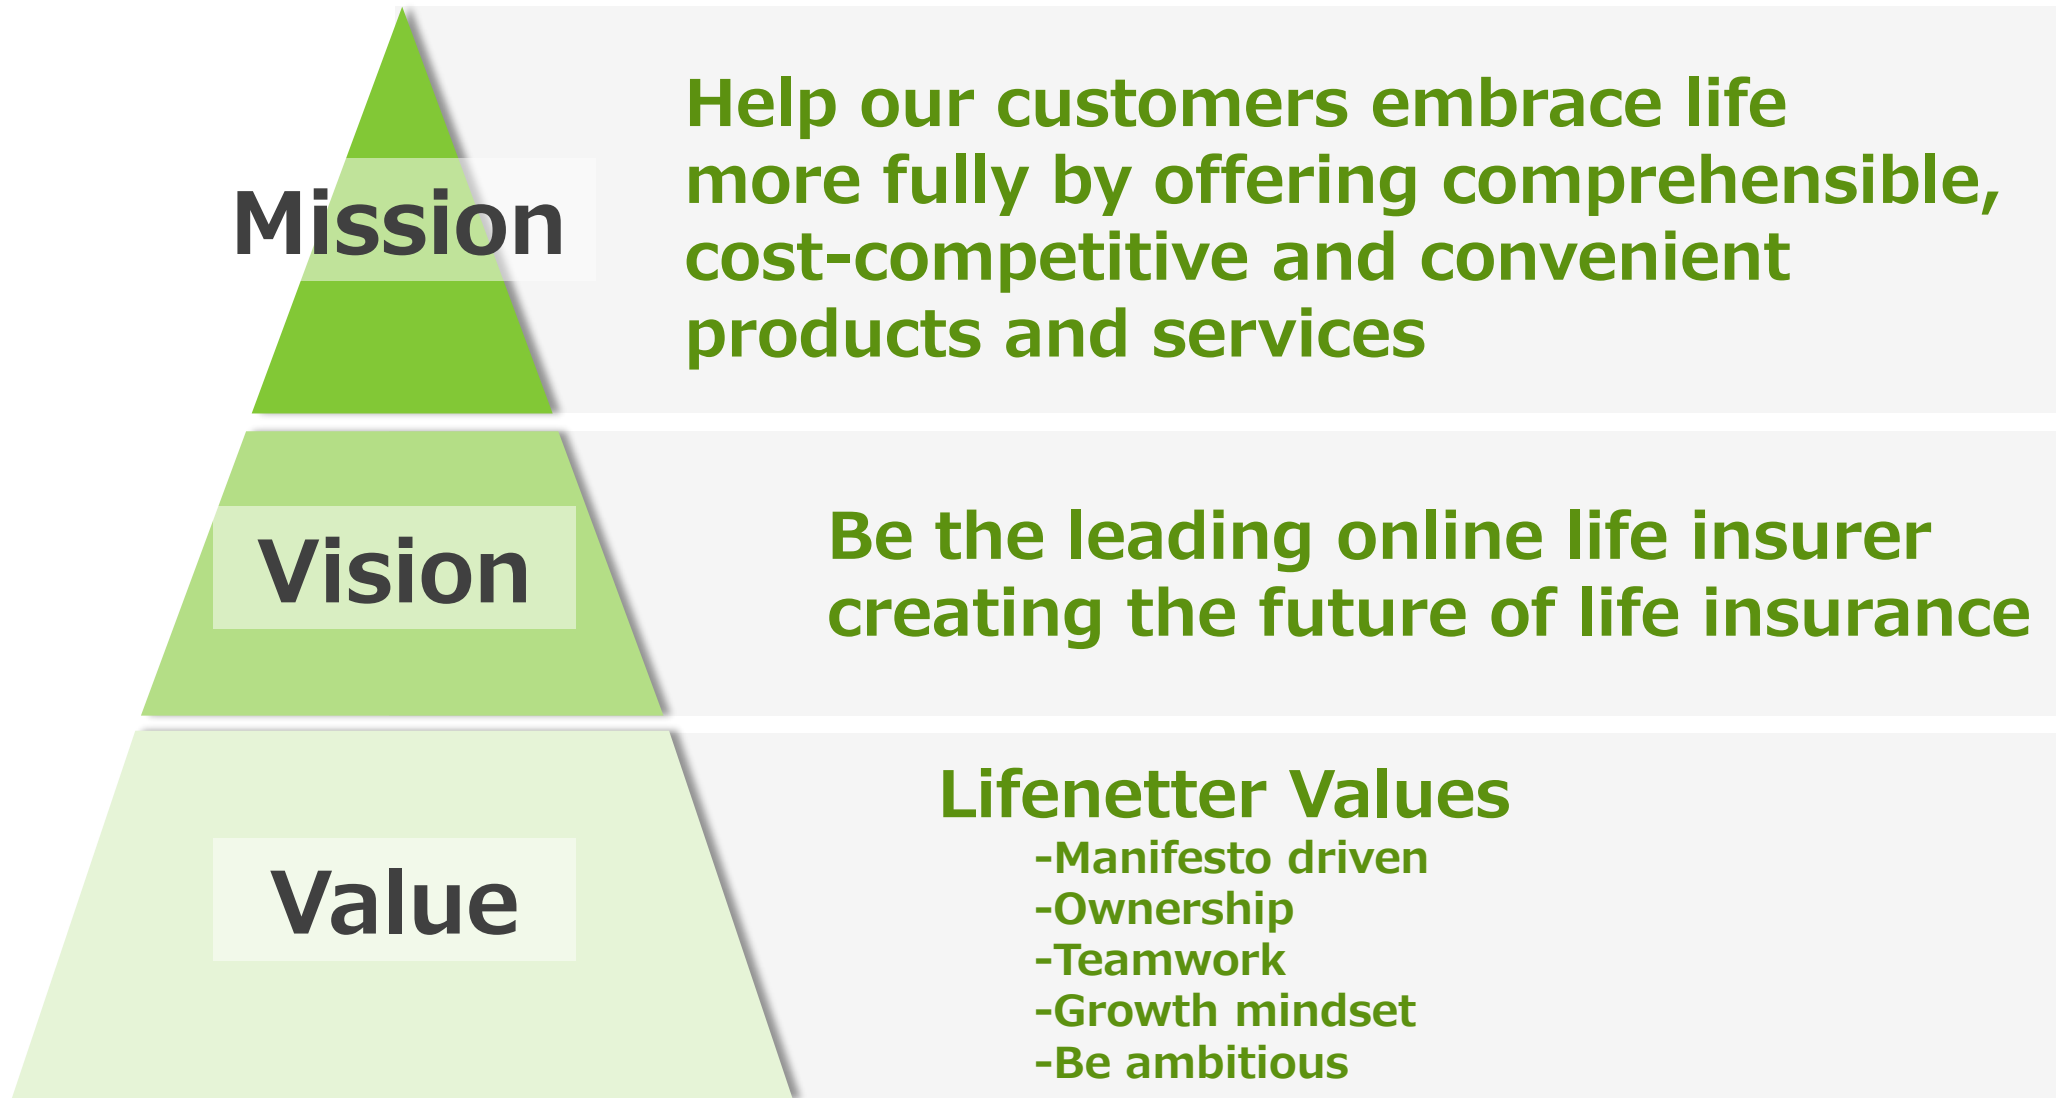 Mission
Help our customers embrace life
more fully by offering comprehensible,
cost-competitive and convenient
products and services
Vision
Be the leading online life insurer
creating the future of life insurance
Value
Lifenetter Values
-Manifesto driven
-Ownership
-Teamwork
-Growth mindset
-Be ambitious